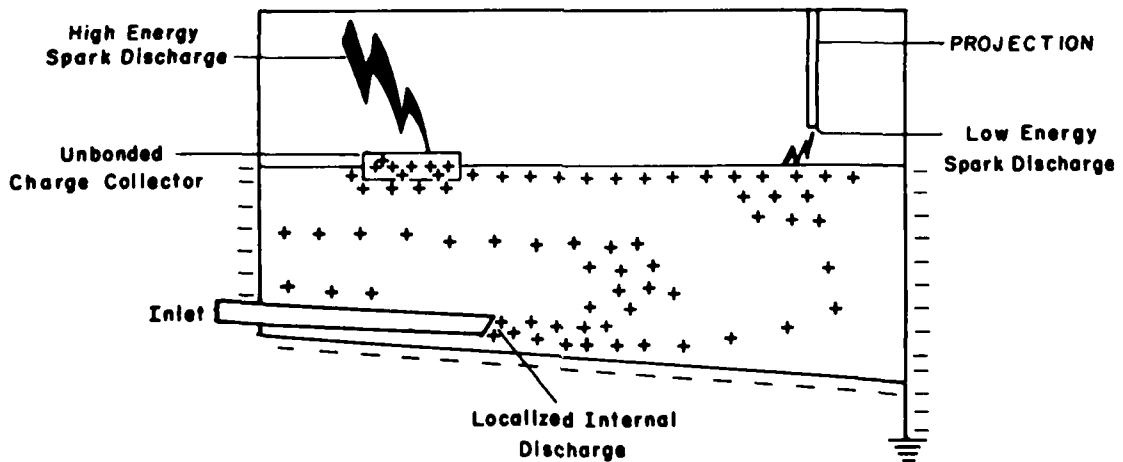 High Energy
Spark Discharge
PROJECTION
Unbonded
Charge Collector
Low Energy
Spark Discharge
Inlet
Localized Internal
Discharge